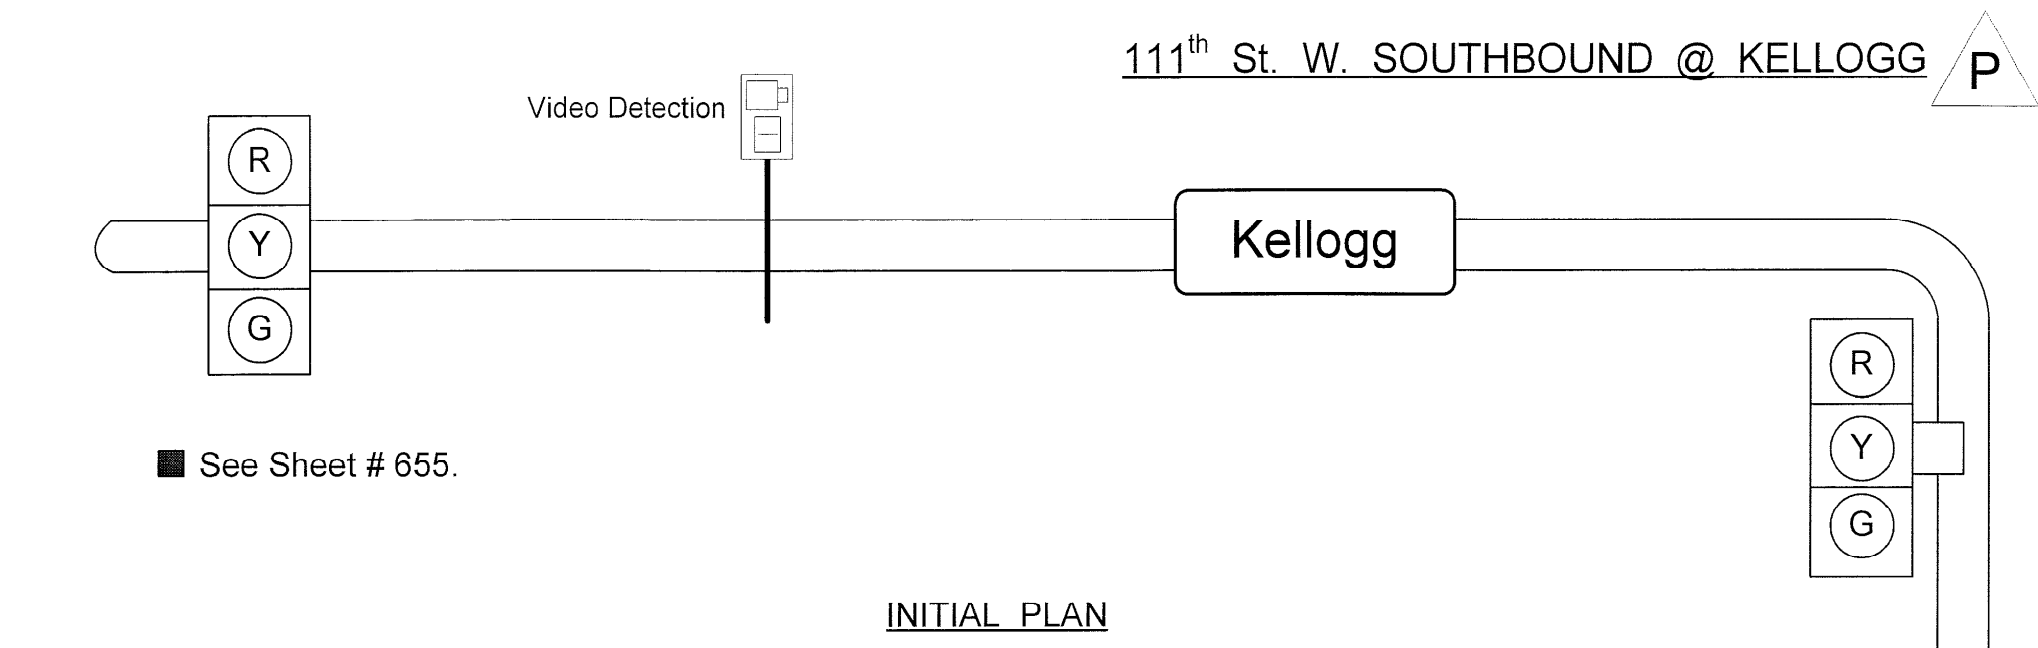 111th St. W. SOUTHBOUND @ KELLOGG
P
Video Detection
R
Y
G
Kellogg
R
Y
G
See Sheet # 655.
INITIAL PLAN